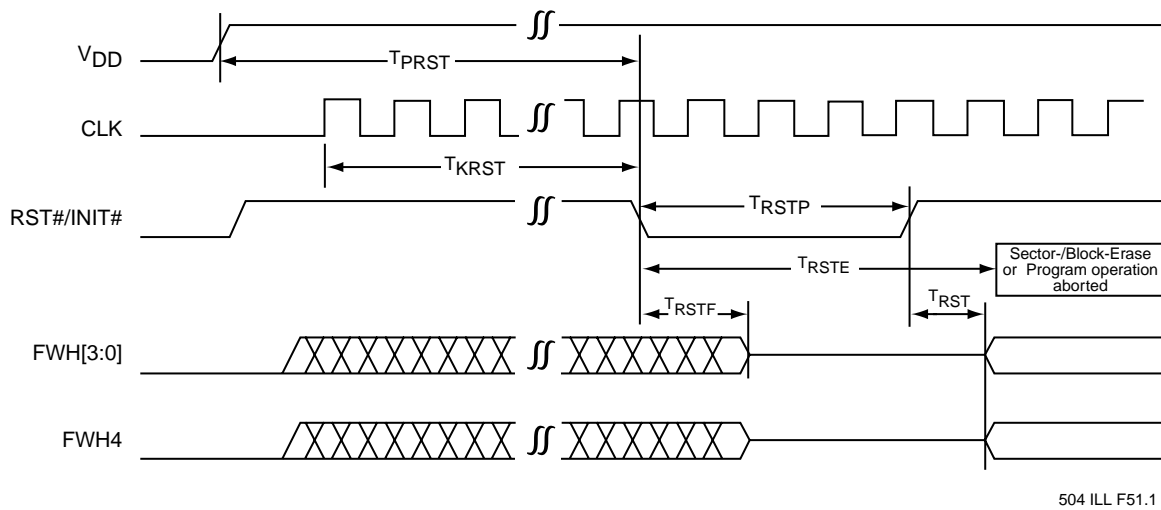 VDD
TPRST
CLK
TKRST
RST#/INIT#
TRSTP
TRSTE
Sector-/Block-Erase
or Program operation
aborted
TRSTF
TRST
FWH[3:0]
FWH4
504 ILL F51.1